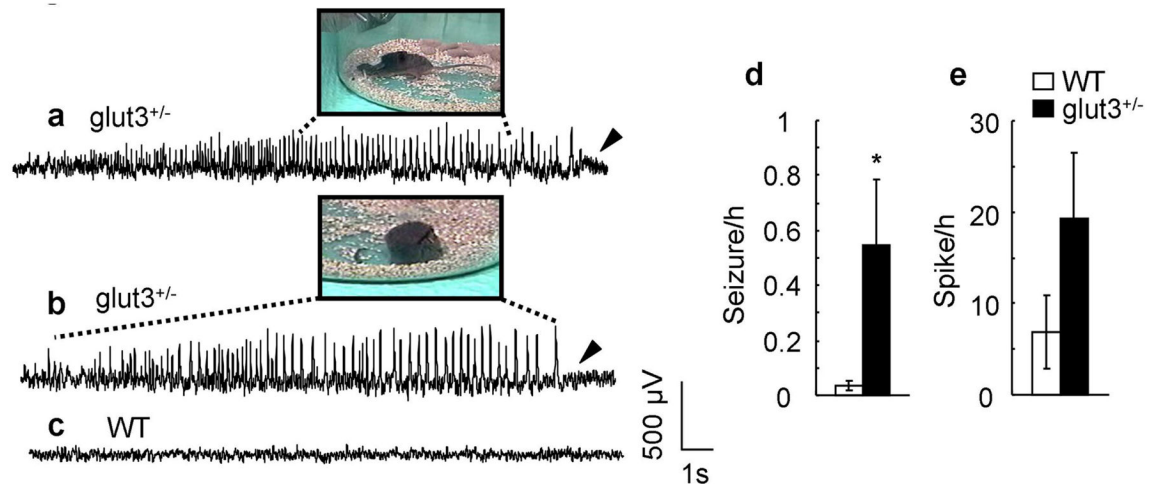 a glut3+/-
b glut3+/-
c WT
500 µV
1s
d
Seizure/h
1
0.8
0.6
0.4
0.2
0
*
e
WT
glut3+/-
Spike/h
30
20
10
0